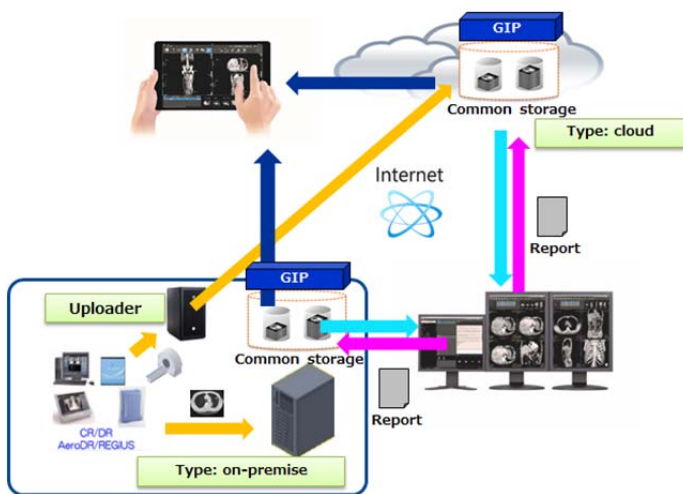 GIP
Common storage
Type: cloud
Internet
Report
GIP
Uploader
Common storage
Report
CR/DR
AeroDR/REGIUS
Type: on-premise